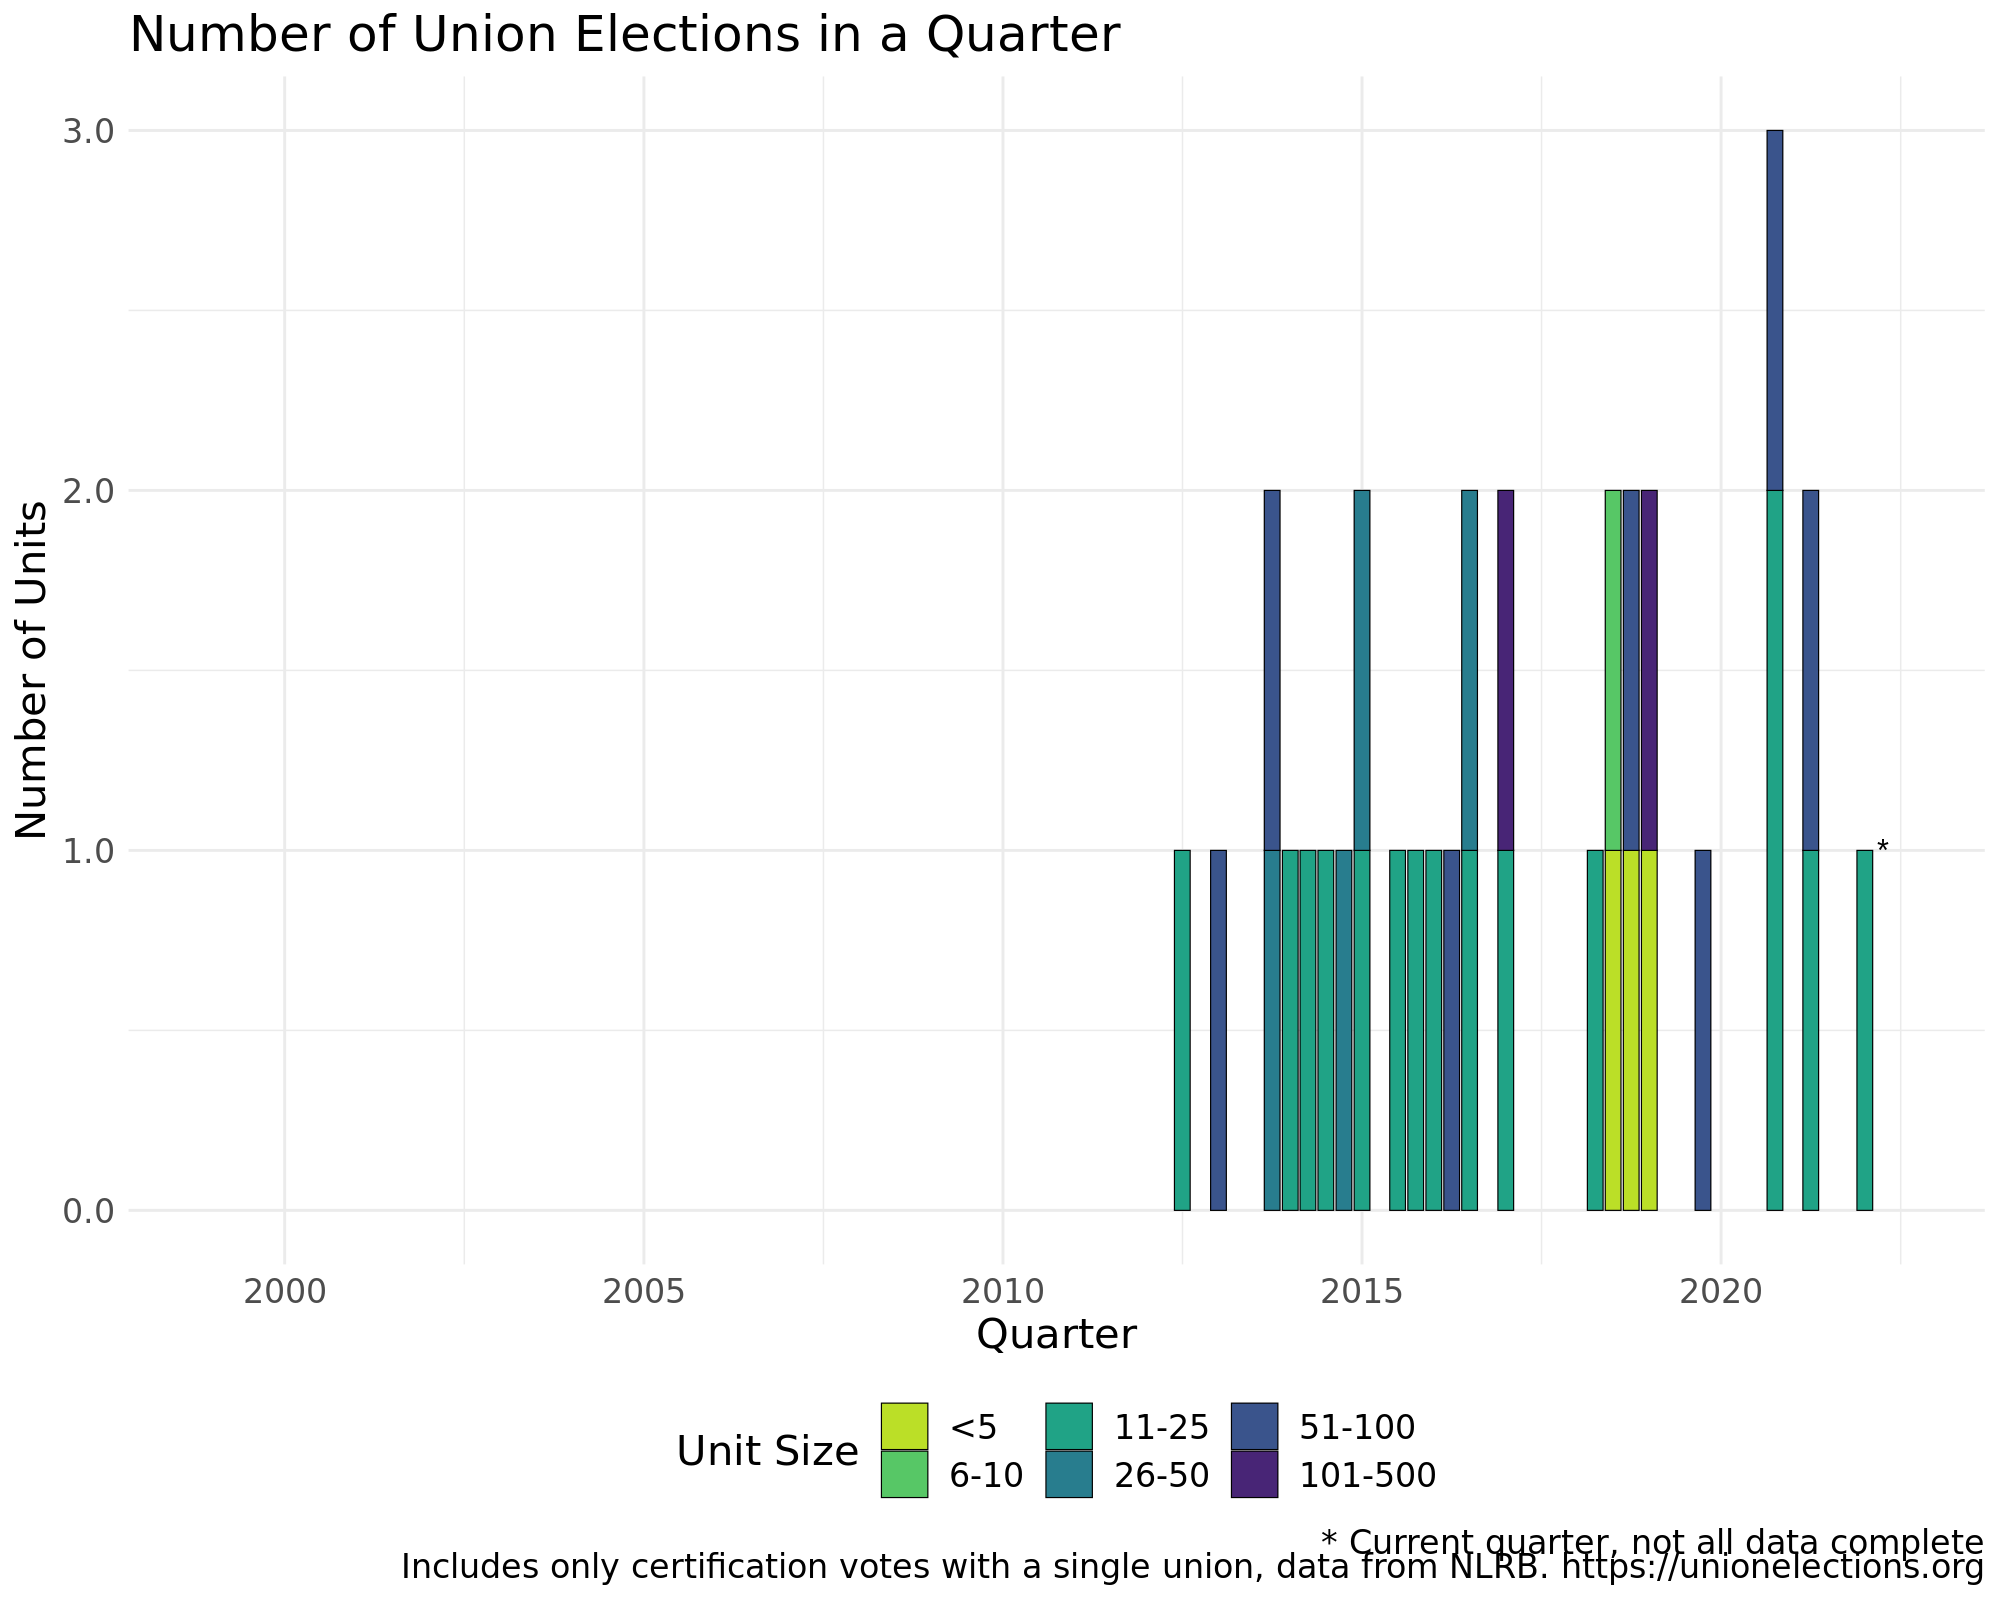 Number of Union Elections in a Quarter
Number of Units
3.0
2.0
1.0
0.0
*
2000 2005 2010 2015 2020
Quarter
Unit Size
<5 11-25 51-100
6-10 26-50 101-500
* Current quarter, not all data complete
Includes only certification votes with a single union, data from NLRB. https://unionelections.org